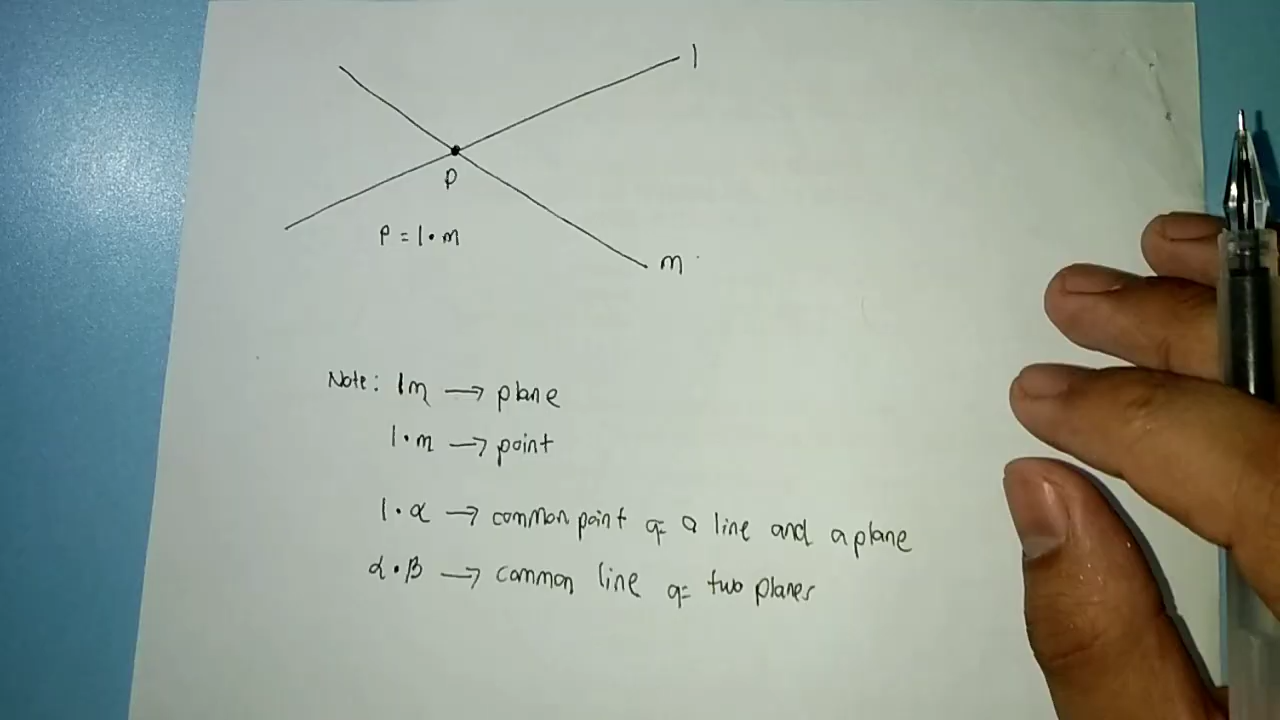 l
P
P = l · m
m
Note: lm → plane
l · m → point
l · α → common point of a line and a plane
α · β → common line of two planes